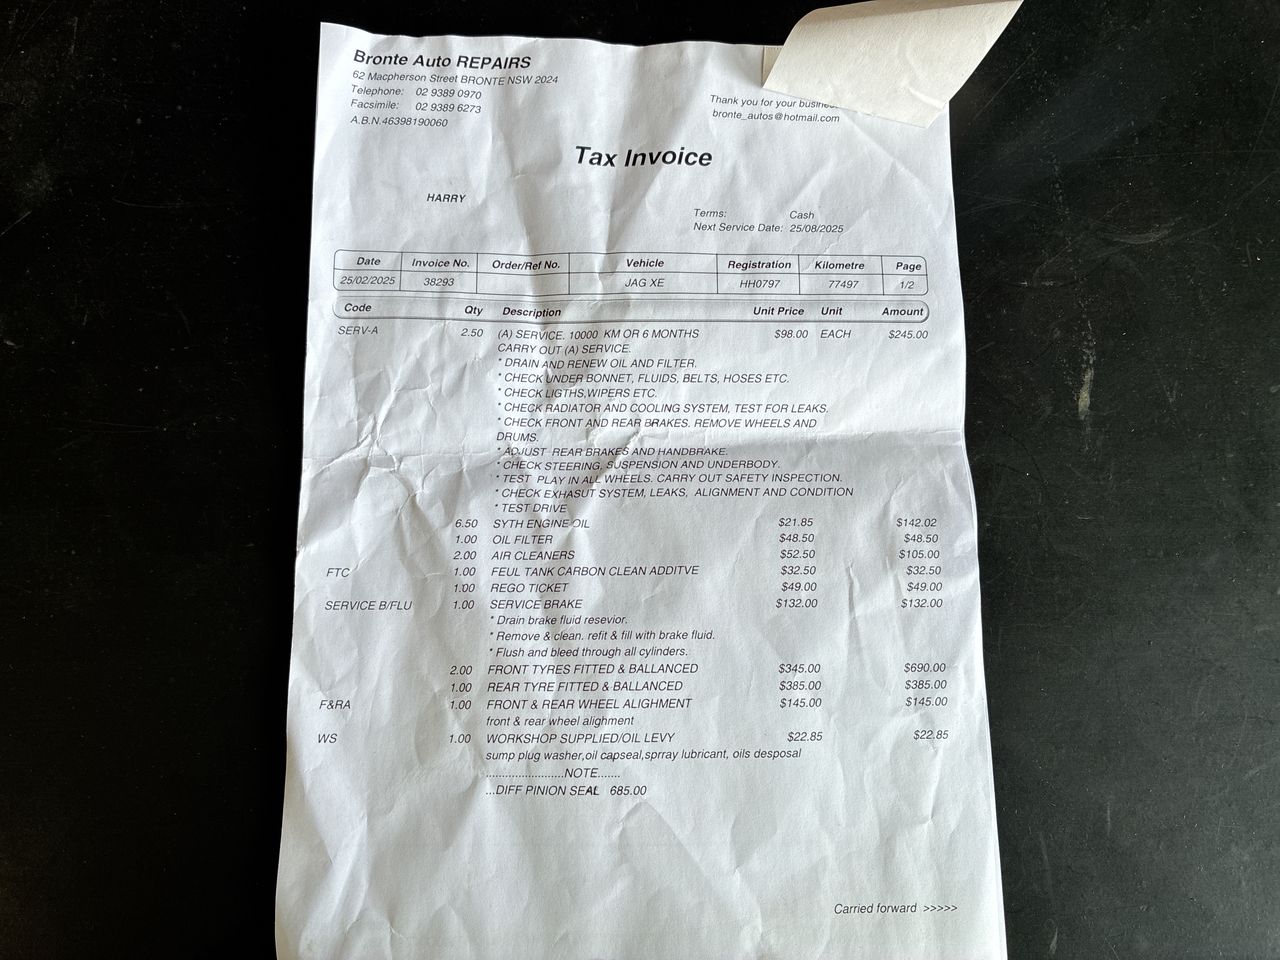 Bronte Auto REPAIRS
62 Macpherson Street BRONTE NSW 2024
Telephone: 02 9389 0970
Facsimile: 02 9389 6273
A.B.N.46398190060
Thank you for your
bronte_autos@hotmail.com
Tax Invoice
HARRY
Terms: Cash
Next Service Date: 25/08/2025
Date Invoice No. Order/Ref No. Vehicle Registration Kilometre Page
25/02/2025 38293 JAG XE HH0797 77497 1/2
Code Qty Description Unit Price Unit Amount
SERV-A 2.50 (A) SERVICE. 10000 KM OR 6 MONTHS $98.00 EACH $245.00
CARRY OUT (A) SERVICE.
* DRAIN AND RENEW OIL AND FILTER.
* CHECK UNDER BONNET, FLUIDS, BELTS, HOSES ETC.
* CHECK LIGTHS,WIPERS ETC.
* CHECK RADIATOR AND COOLING SYSTEM, TEST FOR LEAKS.
* CHECK FRONT AND REAR BRAKES. REMOVE WHEELS AND
DRUMS.
* ADJUST REAR BRAKES AND HANDBRAKE.
* CHECK STEERING, SUSPENSION AND UNDERBODY.
* TEST PLAY IN ALL WHEELS. CARRY OUT SAFETY INSPECTION.
* CHECK EXHASUT SYSTEM, LEAKS, ALIGNMENT AND CONDITION
* TEST DRIVE
6.50 SYTH ENGINE OIL $21.85 $142.02
1.00 OIL FILTER $48.50 $48.50
2.00 AIR CLEANERS $52.50 $105.00
FTC 1.00 FEUL TANK CARBON CLEAN ADDITVE $32.50 $32.50
1.00 REGO TICKET $49.00 $49.00
SERVICE B/FLU 1.00 SERVICE BRAKE $132.00 $132.00
* Drain brake fluid resevior.
* Remove & clean. refit & fill with brake fluid.
* Flush and bleed through all cylinders.
2.00 FRONT TYRES FITTED & BALLANCED $345.00 $690.00
1.00 REAR TYRE FITTED & BALLANCED $385.00 $385.00
F&RA 1.00 FRONT & REAR WHEEL ALIGHMENT $145.00 $145.00
front & rear wheel alighment
WS 1.00 WORKSHOP SUPPLIED/OIL LEVY $22.85 $22.85
sump plug washer,oil capseal,sprray lubricant, oils desposal
........................NOTE.......
...DIFF PINION SEAL 685.00
Carried forward >>>>>